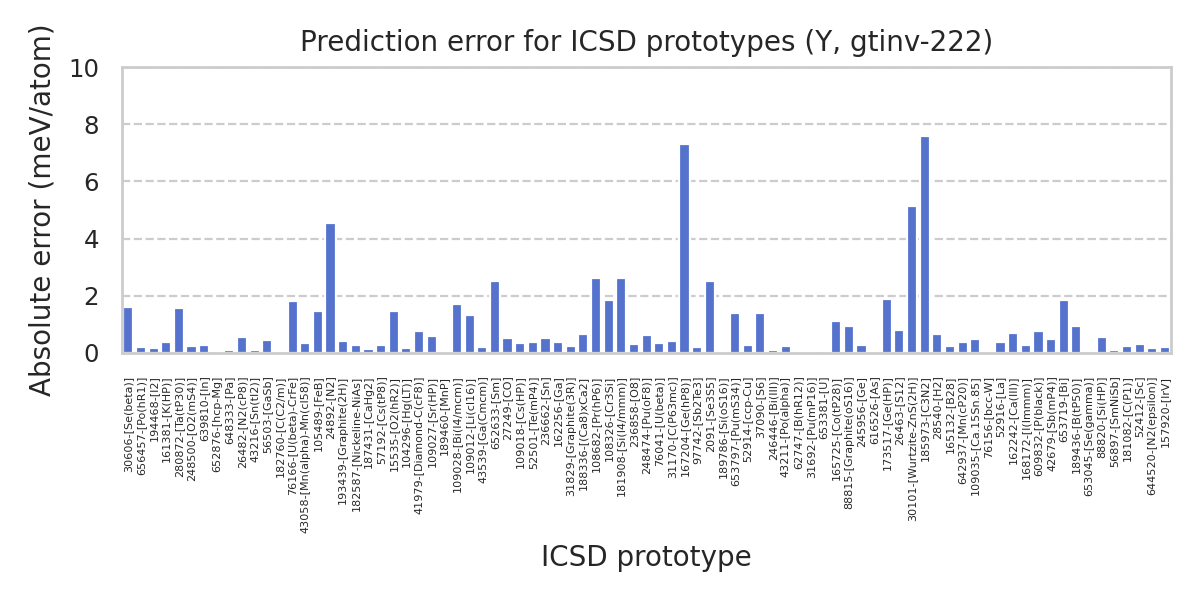 Prediction error for ICSD prototypes (Y, gtinv-222)
Absolute error (meV/atom)
10
8
6
4
2
0
30606-[Se(beta)]
656457-[Po(hR1)]
194468-[I2]
161381-[K(HP)]
280872-[Ta(tP30)]
248500-[O2(mS4)]
639810-[In]
652876-[hcp-Mg]
648333-[Pa]
26482-[N2(cP8)]
43216-[Sn(tI2)]
56503-[GaSb]
182760-[C(C2/m)]
76166-[U(beta)-CrFe]
43058-[Mn(alpha)-Mn(cI58)]
105489-[FeB]
24892-[N2]
193439-[Graphite(2H)]
182587-[Nickeline-NiAs]
187431-[CaHg2]
57192-[Cs(tP8)]
15535-[O2(hR2)]
104296-[Hg(LT)]
41979-[Diamond-C(cF8)]
109027-[Sr(HP)]
189460-[MnP]
109028-[Bi(I4/mcm)]
109012-[Li(cI16)]
43539-[Ga(Cmcm)]
652633-[Sm]
27249-[CO]
109018-[Cs(HP)]
52501-[Te(mP4)]
236662-[Sn]
162256-[Ga]
31829-[Graphite(3R)]
188336-[(Ca8)xCa2]
108682-[Pr(hP6)]
108326-[Cr3Si]
181908-[Si(I4/mmm)]
236858-[O8]
248474-[Pu(oF8)]
76041-[U(beta)]
31170-[C(P63mc)]
167204-[Ge(hP8)]
97742-[Sb2Te3]
2091-[Se3S5]
189786-[Si(oS16)]
653797-[Pu(mS34)]
52914-[ccp-Cu]
37090-[S6]
246446-[Bi(III)]
43211-[Po(alpha)]
62747-[B(hR12)]
31692-[Pu(mP16)]
653381-[U]
165725-[Co(tP28)]
88815-[Graphite(oS16)]
245956-[Ge]
616526-[As]
173517-[Ge(HP)]
26463-[S12]
30101-[Wurtzite-ZnS(2H)]
185973-[C3N2]
28540-[H2]
165132-[B28]
642937-[Mn(cP20)]
109035-[Ca.15Sn.85]
76156-[bcc-W]
52916-[La]
162242-[Ca(III)]
168172-[I(Immm)]
609832-[P(black)]
426795-[Sb(mP4)]
653719-[Bi]
189436-[B(tP50)]
653045-[Se(gamma)]
88820-[Si(HP)]
56897-[SmNiSb]
181082-[C(P1)]
52412-[Sc]
644520-[N2(epsilon)]
157920-[IrV]
ICSD prototype